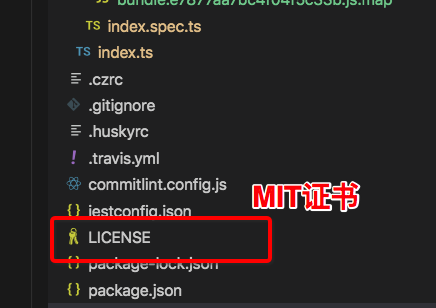 bundle.e7877aa7bc4f04f5c33b.js.map
TS index.spec.ts
TS index.ts
.czrc
.gitignore
.huskyrc
! .travis.yml
commitlint.config.js
MIT证书
{ } jestconfig.json
LICENSE
{ } package-lock.json
{ } package.json